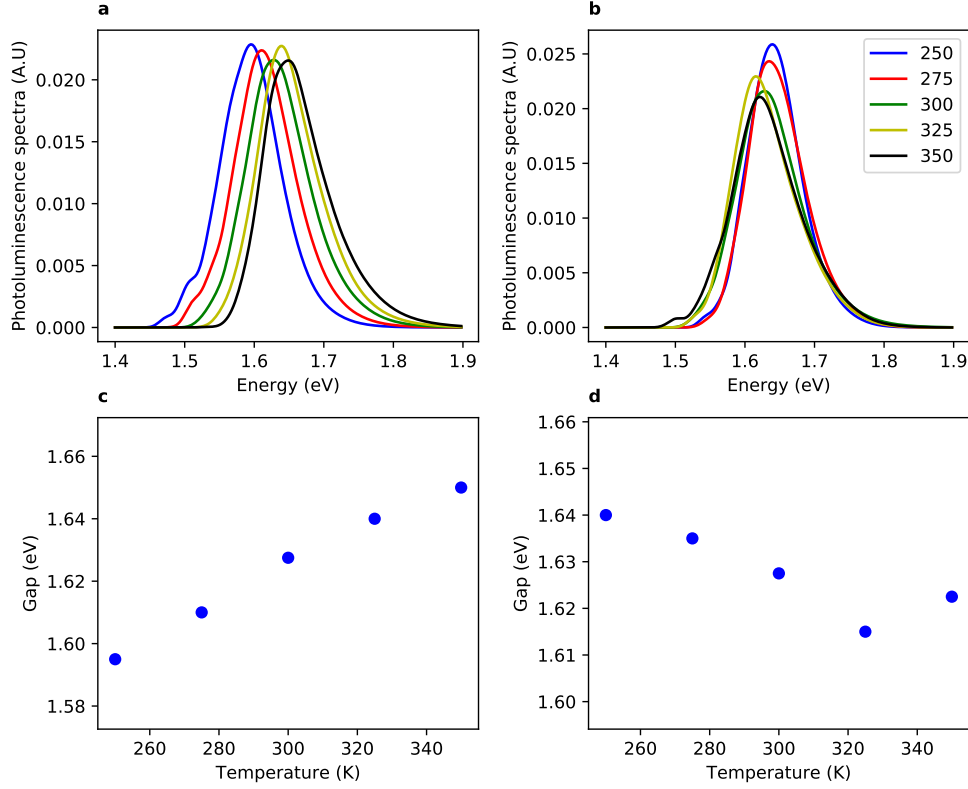 a
Photoluminescence spectra (A.U)
0.020
0.015
0.010
0.005
0.000
1.4 1.5 1.6 1.7 1.8 1.9
Energy (eV)
b
Photoluminescence spectra (A.U
0.025
0.020
0.015
0.010
0.005
0.000
250
275
300
325
350
1.4 1.5 1.6 1.7 1.8 1.9
Energy (eV)
c
Gap (eV)
1.66
1.64
1.62
1.60
1.58
260 280 300 320 340
Temperature (K)
d
Gap (eV)
1.66
1.65
1.64
1.63
1.62
1.61
1.60
260 280 300 320 340
Temperature (K)